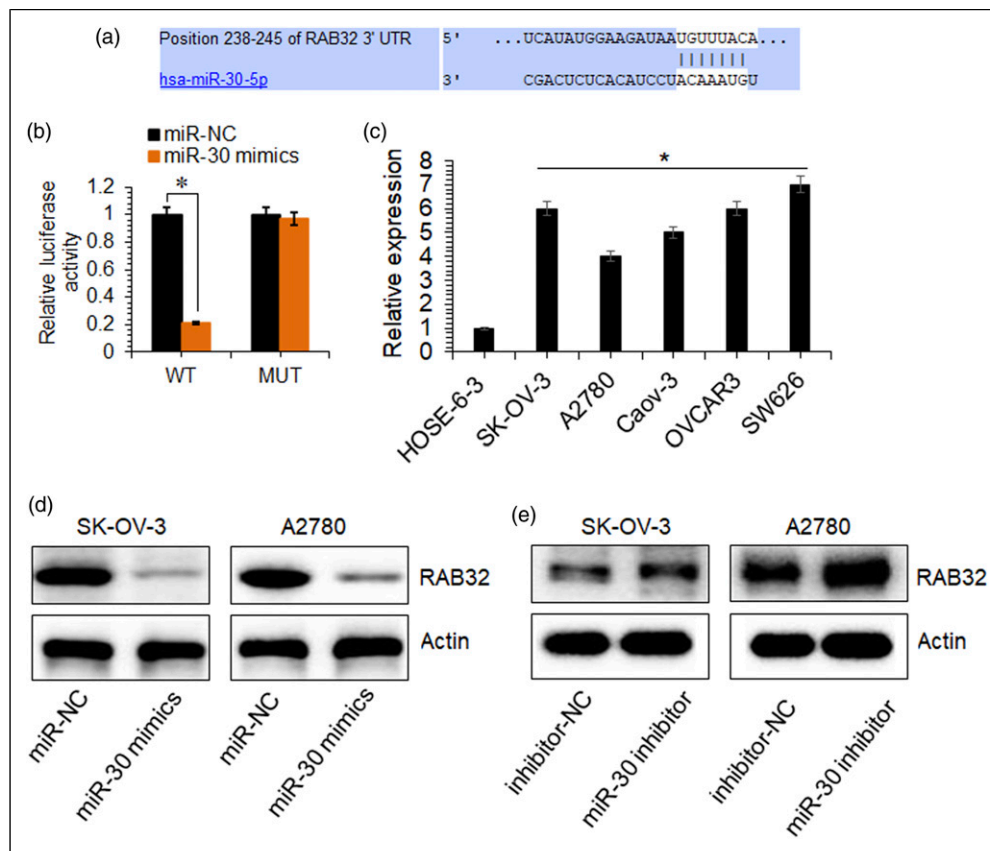 (a)
Position 238-245 of RAB32 3' UTR 5' ...UCAUAUGGAAGAUAAUGUUUACA...
|||||||
hsa-miR-30-5p 3' CGACUCUCACAUCCUACAAAUGU
(b)
miR-NC
miR-30 mimics
Relative luciferase activity
1.2
1
0.8
0.6
0.4
0.2
0
*
WT MUT
(c)
*
Relative expression
8
7
6
5
4
3
2
1
0
HOSE-6-3
SK-OV-3
A2780
Caov-3
OVCAR3
SW626
(d)
SK-OV-3 A2780
RAB32
Actin
miR-NC
miR-30 mimics
miR-NC
miR-30 mimics
(e)
SK-OV-3 A2780
RAB32
Actin
inhibitor-NC
miR-30 inhibitor
inhibitor-NC
miR-30 inhibitor